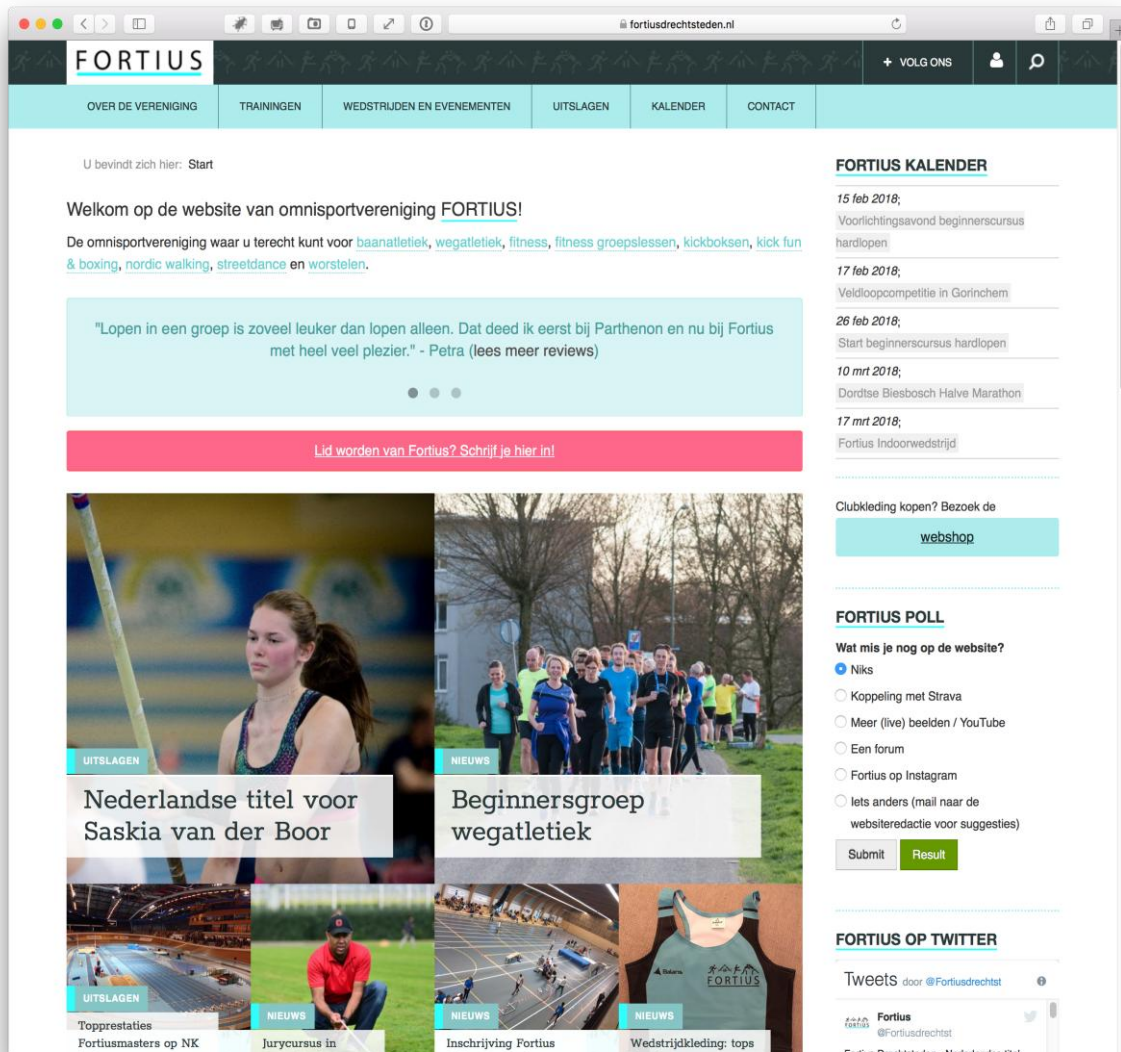 fortiusdrechtsteden.nl
FORTIUS
+ VOLG ONS
OVER DE VERENIGING
TRAININGEN
WEDSTRIJDEN EN EVENEMENTEN
UITSLAGEN
KALENDER
CONTACT
U bevindt zich hier: Start
Welkom op de website van omnisportvereniging FORTIUS!
De omnisportvereniging waar u terecht kunt voor baanatletiek, wegatletiek, fitness, fitness groepslessen, kickboksen, kick fun
& boxing, nordic walking, streetdance en worstelen.
"Lopen in een groep is zoveel leuker dan lopen alleen. Dat deed ik eerst bij Parthenon en nu bij Fortius
met heel veel plezier." - Petra (lees meer reviews)
Lid worden van Fortius? Schrijf je hier in!
UITSLAGEN
Nederlandse titel voor
Saskia van der Boor
NIEUWS
Beginnersgroep
wegatletiek
UITSLAGEN
Topprestaties
Fortiusmasters op NK
NIEUWS
Jurycursus in
NIEUWS
Inschrijving Fortius
FORTIUS
NIEUWS
Wedstrijdkleding: tops
FORTIUS KALENDER
15 feb 2018;
Voorlichtingsavond beginnerscursus
hardlopen
17 feb 2018;
Veldloopcompetitie in Gorinchem
26 feb 2018;
Start beginnerscursus hardlopen
10 mrt 2018;
Dordtse Biesbosch Halve Marathon
17 mrt 2018;
Fortius Indoorwedstrijd
Clubkleding kopen? Bezoek de
webshop
FORTIUS POLL
Wat mis je nog op de website?
Niks
Koppeling met Strava
Meer (live) beelden / YouTube
Een forum
Fortius op Instagram
Iets anders (mail naar de
websiteredactie voor suggesties)
Submit
Result
FORTIUS OP TWITTER
Tweets door @Fortiusdrechtst
FORTIUS
Fortius
@Fortiusdrechtst